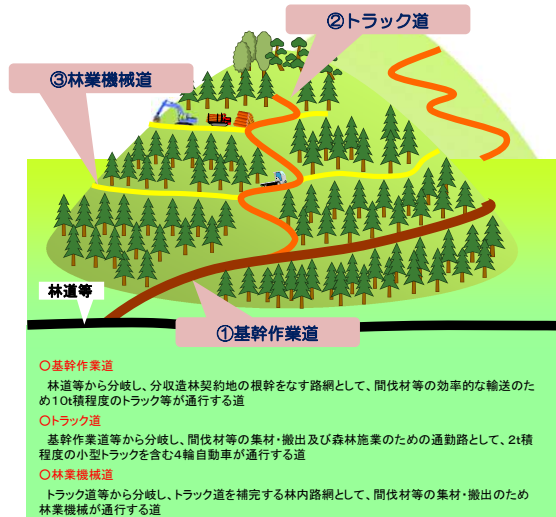 ②トラック道
③林業機械道
林道等
①基幹作業道
〇基幹作業道
林道等から分岐し、分収造林契約地の根幹をなす路網として、間伐材等の効率的な輸送のた
め10t積程度のトラック等が通行する道
〇トラック道
基幹作業道等から分岐し、間伐材等の集材・搬出及び森林施業のための通勤路として、2t積
程度の小型トラックを含む4輪自動車が通行する道
〇林業機械道
トラック道等から分岐し、トラック道を補完する林内路網として、間伐材等の集材・搬出のため
林業機械が通行する道